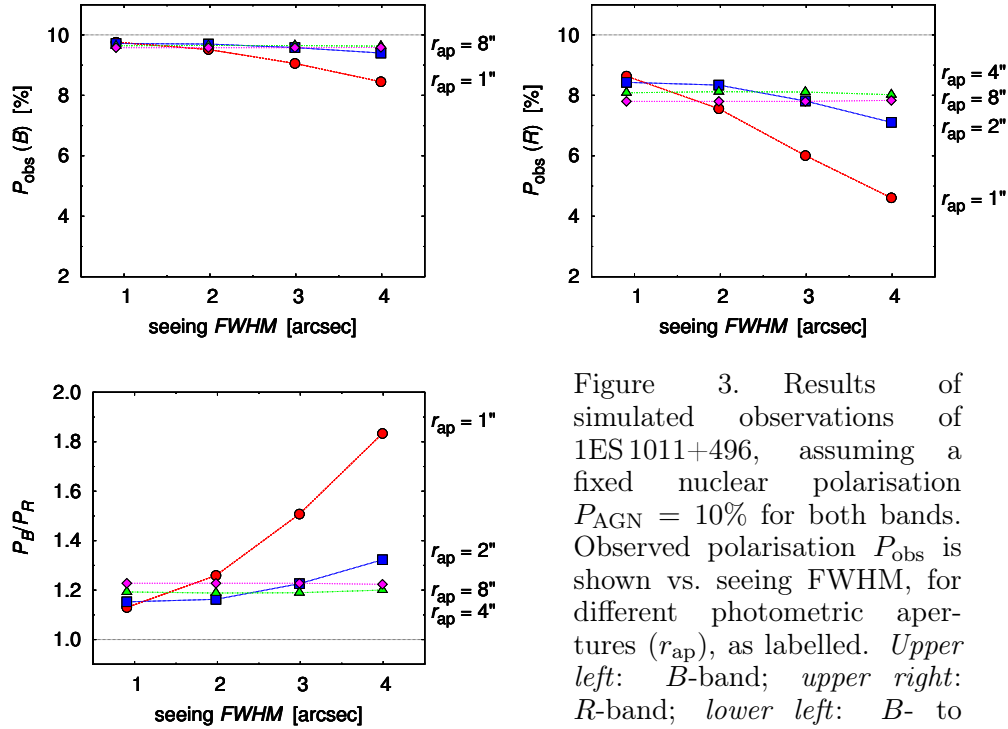 10
8
6
4
2
P_obs (B) [%]
1 2 3 4
seeing FWHM [arcsec]
r_ap = 8"
r_ap = 1"
10
8
6
4
2
P_obs (R) [%]
1 2 3 4
seeing FWHM [arcsec]
r_ap = 4"
r_ap = 8"
r_ap = 2"
r_ap = 1"
2.0
1.8
1.6
1.4
1.2
1.0
P_B/P_R
1 2 3 4
seeing FWHM [arcsec]
r_ap = 1"
r_ap = 2"
r_ap = 8"
r_ap = 4"
Figure 3. Results of
simulated observations of
1ES 1011+496, assuming a
fixed nuclear polarisation
P_AGN = 10% for both bands.
Observed polarisation P_obs is
shown vs. seeing FWHM, for
different photometric aper-
tures (r_ap), as labelled. Upper
left: B-band; upper right:
R-band; lower left: B- to